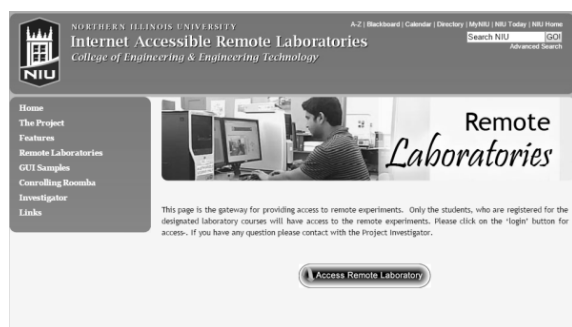 NORTHERN ILLINOIS UNIVERSITY
Internet Accessible Remote Laboratories
College of Engineering & Engineering Technology
NIU
A-Z | Blackboard | Calendar | Directory | MyNIU | NIU Today | NIU Home
Search NIU GO!
Advanced Search
Home
The Project
Features
Remote Laboratories
GUI Samples
Conrolling Roomba
Investigator
Links
Remote
Laboratories
This page is the gateway for providing access to remote experiments. Only the students, who are registered for the
designated laboratory courses will have access to the remote experiments. Please click on the 'login' button for
access-. If you have any question please contact with the Project Investigator.
Access Remote Laboratory